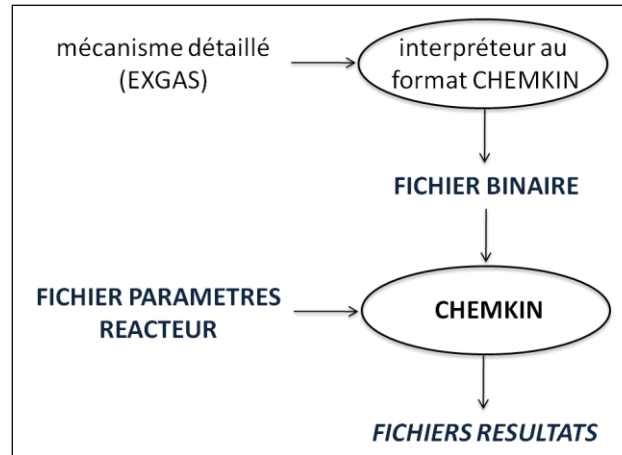 mécanisme détaillé
(EXGAS)
interpréteur au
format CHEMKIN
FICHIER BINAIRE
FICHIER PARAMETRES
REACTEUR
CHEMKIN
FICHIERS RESULTATS